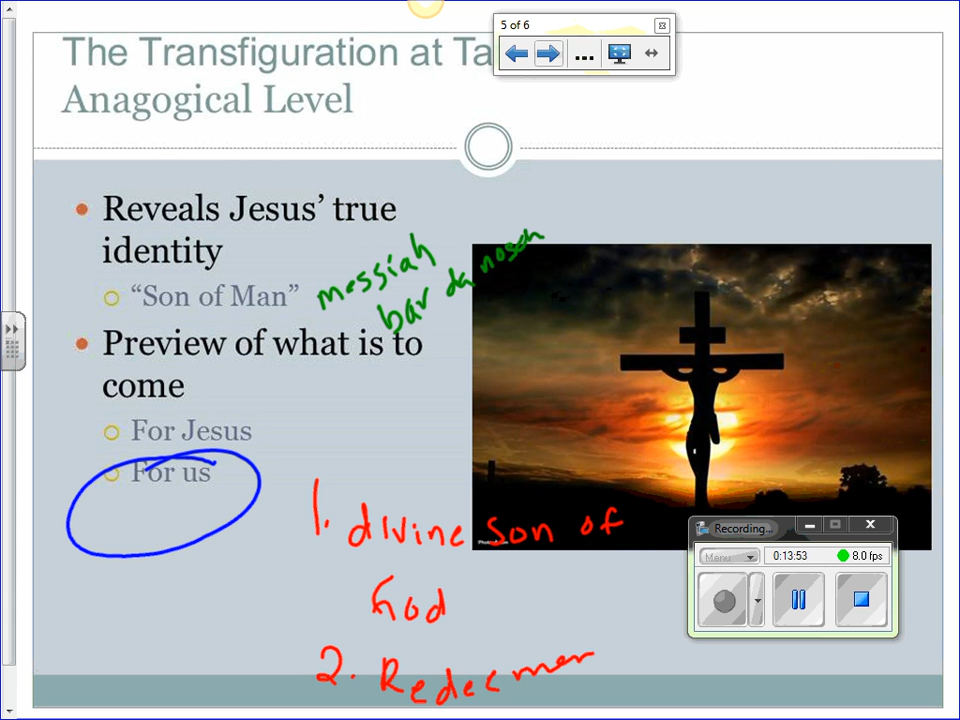 5 of 6
The Transfiguration at Ta
Anagogical Level
Reveals Jesus’ true
identity
“Son of Man”
messiah
bar da nosch
Preview of what is to
come
For Jesus
For us
1. divine son of
God
2. Redeemer
Recording...
Menu
0:13:53
8.0 fps